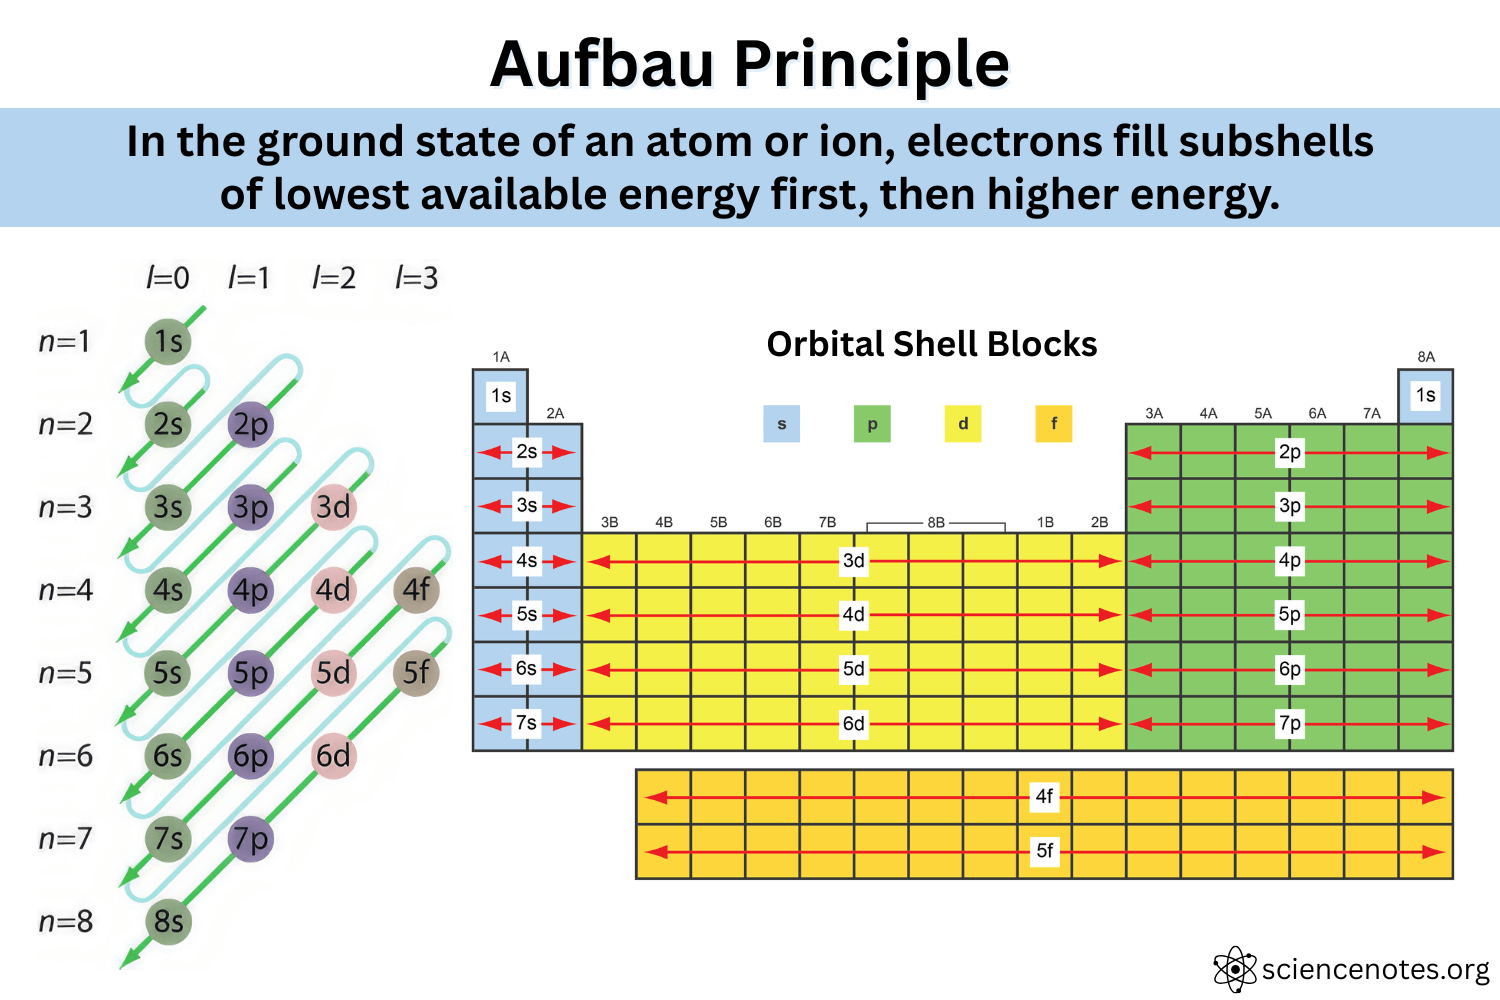 Aufbau Principle
In the ground state of an atom or ion, electrons fill subshells
of lowest available energy first, then higher energy.
l=0 l=1 l=2 l=3
n=1 1s
n=2 2s 2p
n=3 3s 3p 3d
n=4 4s 4p 4d 4f
n=5 5s 5p 5d 5f
n=6 6s 6p 6d
n=7 7s 7p
n=8 8s
Orbital Shell Blocks
1A 8A
1s 1s
s p d f
2A 3A 4A 5A 6A 7A
2s 2p
3s 3p
3B 4B 5B 6B 7B 8B 1B 2B
4s 3d 4p
5s 4d 5p
6s 5d 6p
7s 6d 7p
4f
5f
sciencenotes.org